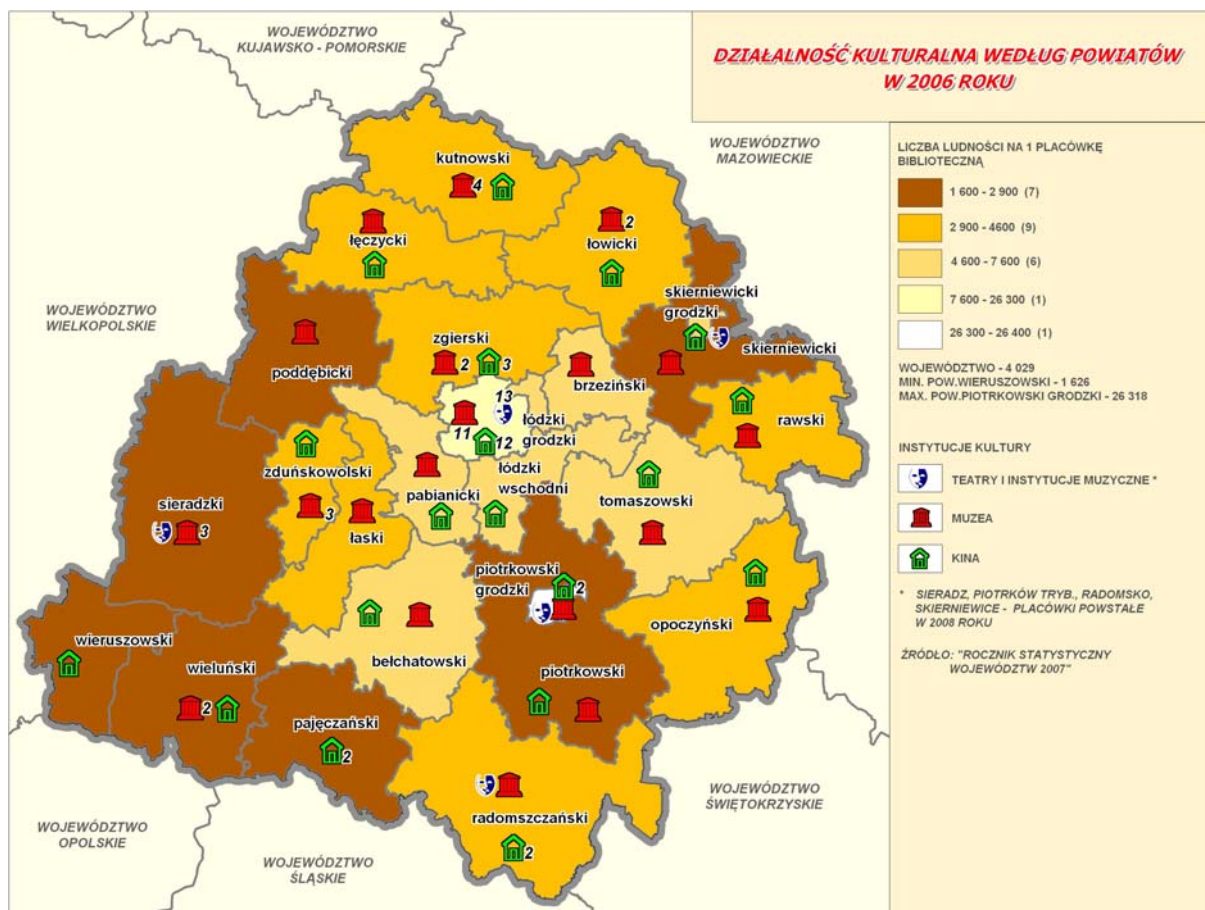 DZIAŁALNOŚĆ KULTURALNA WEDŁUG POWIATÓW
W 2006 ROKU
WOJEWÓDZTWO
KUJAWSKO - POMORSKIE
WOJEWÓDZTWO
MAZOWIECKIE
WOJEWÓDZTWO
WIELKOPOLSKIE
WOJEWÓDZTWO
OPOLSKIE
WOJEWÓDZTWO
ŚLĄSKIE
WOJEWÓDZTWO
ŚWIĘTOKRZYSKIE
kutnowski
4
łęczycki
2
łowicki
skierniewicki
grodzki
skierniewicki
zgierski
2
3
poddębicki
brzeziński
13
11
12
łódzki
grodzki
rawski
zduńskowolski
3
sieradzki
3
łaski
pabianicki
łódzki
wschodni
tomaszowski
piotrkowski
grodzki
2
opoczyński
bełchatowski
wieruszowski
wieluński
2
piotrkowski
pajęczański
2
radomszczański
2
LICZBA LUDNOŚCI NA 1 PLACÓWKĘ
BIBLIOTECZNĄ
1 600 - 2 900 (7)
2 900 - 4600 (9)
4 600 - 7 600 (6)
7 600 - 26 300 (1)
26 300 - 26 400 (1)
WOJEWÓDZTWO - 4 029
MIN. POW.WIERUSZOWSKI - 1 626
MAX. POW.PIOTRKOWSKI GRODZKI - 26 318
INSTYTUCJE KULTURY
TEATRY I INSTYTUCJE MUZYCZNE *
MUZEA
KINA
* SIERADZ, PIOTRKÓW TRYB., RADOMSKO,
SKIERNIEWICE - PLACÓWKI POWSTAŁE
W 2008 ROKU
ŹRÓDŁO: "ROCZNIK STATYSTYCZNY
WOJEWÓDZTW 2007"